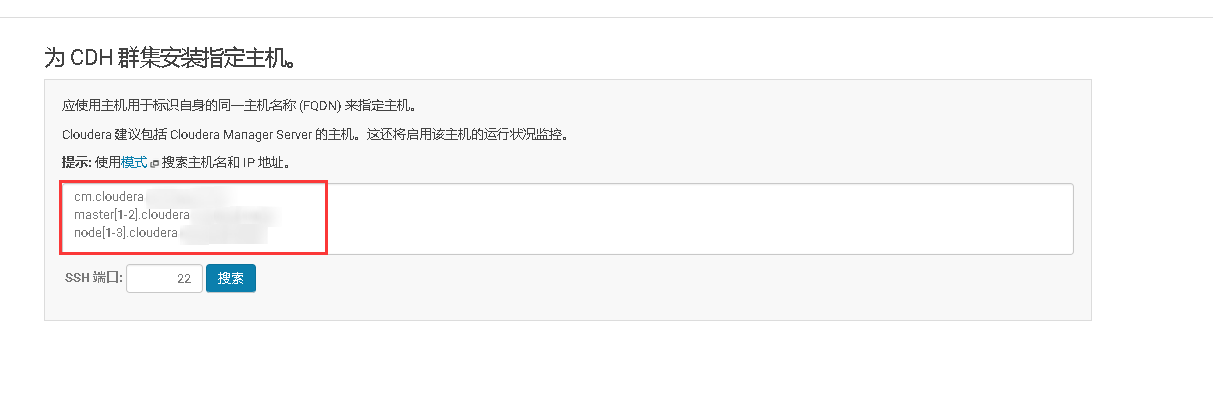 为 CDH 群集安装指定主机。
应使用主机用于标识自身的同一主机名称 (FQDN) 来指定主机。
Cloudera 建议包括 Cloudera Manager Server 的主机。这还将启用该主机的运行状况监控。
提示: 使用模式 搜索主机名和 IP 地址。
cm.cloudera
master[1-2].cloudera
node[1-3].cloudera
SSH 端口: 22 搜索